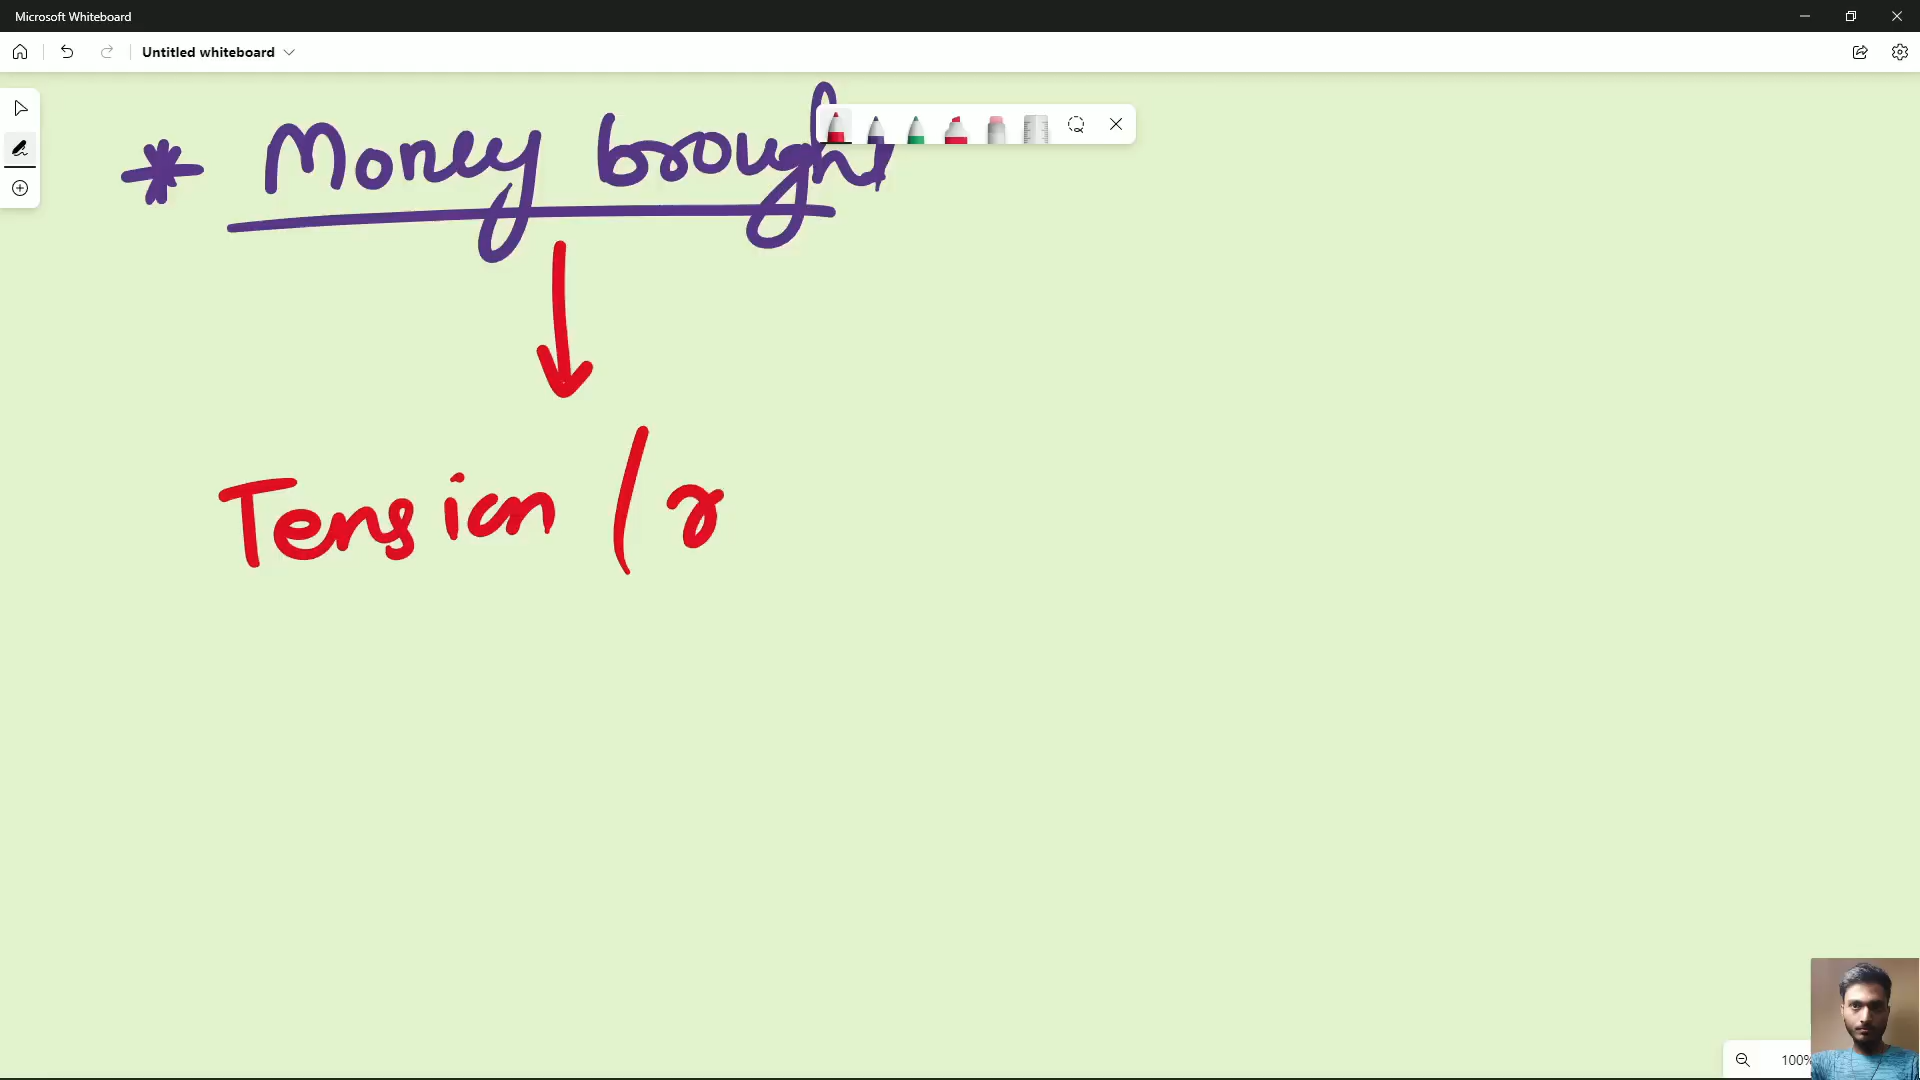 Microsoft Whiteboard
Untitled whiteboard
* Money brought
Tension ( r
100%